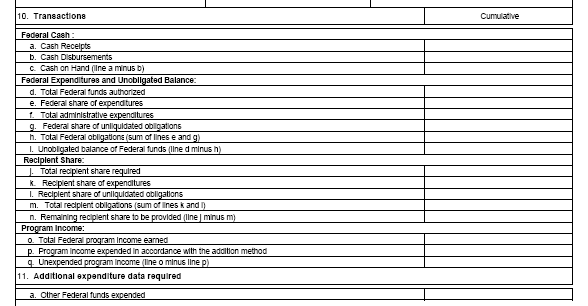 10. Transactions Cumulative
Federal Cash :
a. Cash Receipts
b. Cash Disbursements
c. Cash on Hand (line a minus b)
Federal Expenditures and Unobligated Balance:
d. Total Federal funds authorized
e. Federal share of expenditures
f. Total administrative expenditures
g. Federal share of unliquidated obligations
h. Total Federal obligations (sum of lines e and g)
i. Unobligated balance of Federal funds (line d minus h)
Recipient Share:
j. Total recipient share required
k. Recipient share of expenditures
l. Recipient share of unliquidated obligations
m. Total recipient obligations (sum of lines k and l)
n. Remaining recipient share to be provided (line j minus m)
Program Income:
o. Total Federal program income earned
p. Program income expended in accordance with the addition method
q. Unexpended program income (line o minus line p)
11. Additional expenditure data required
a. Other Federal funds expended